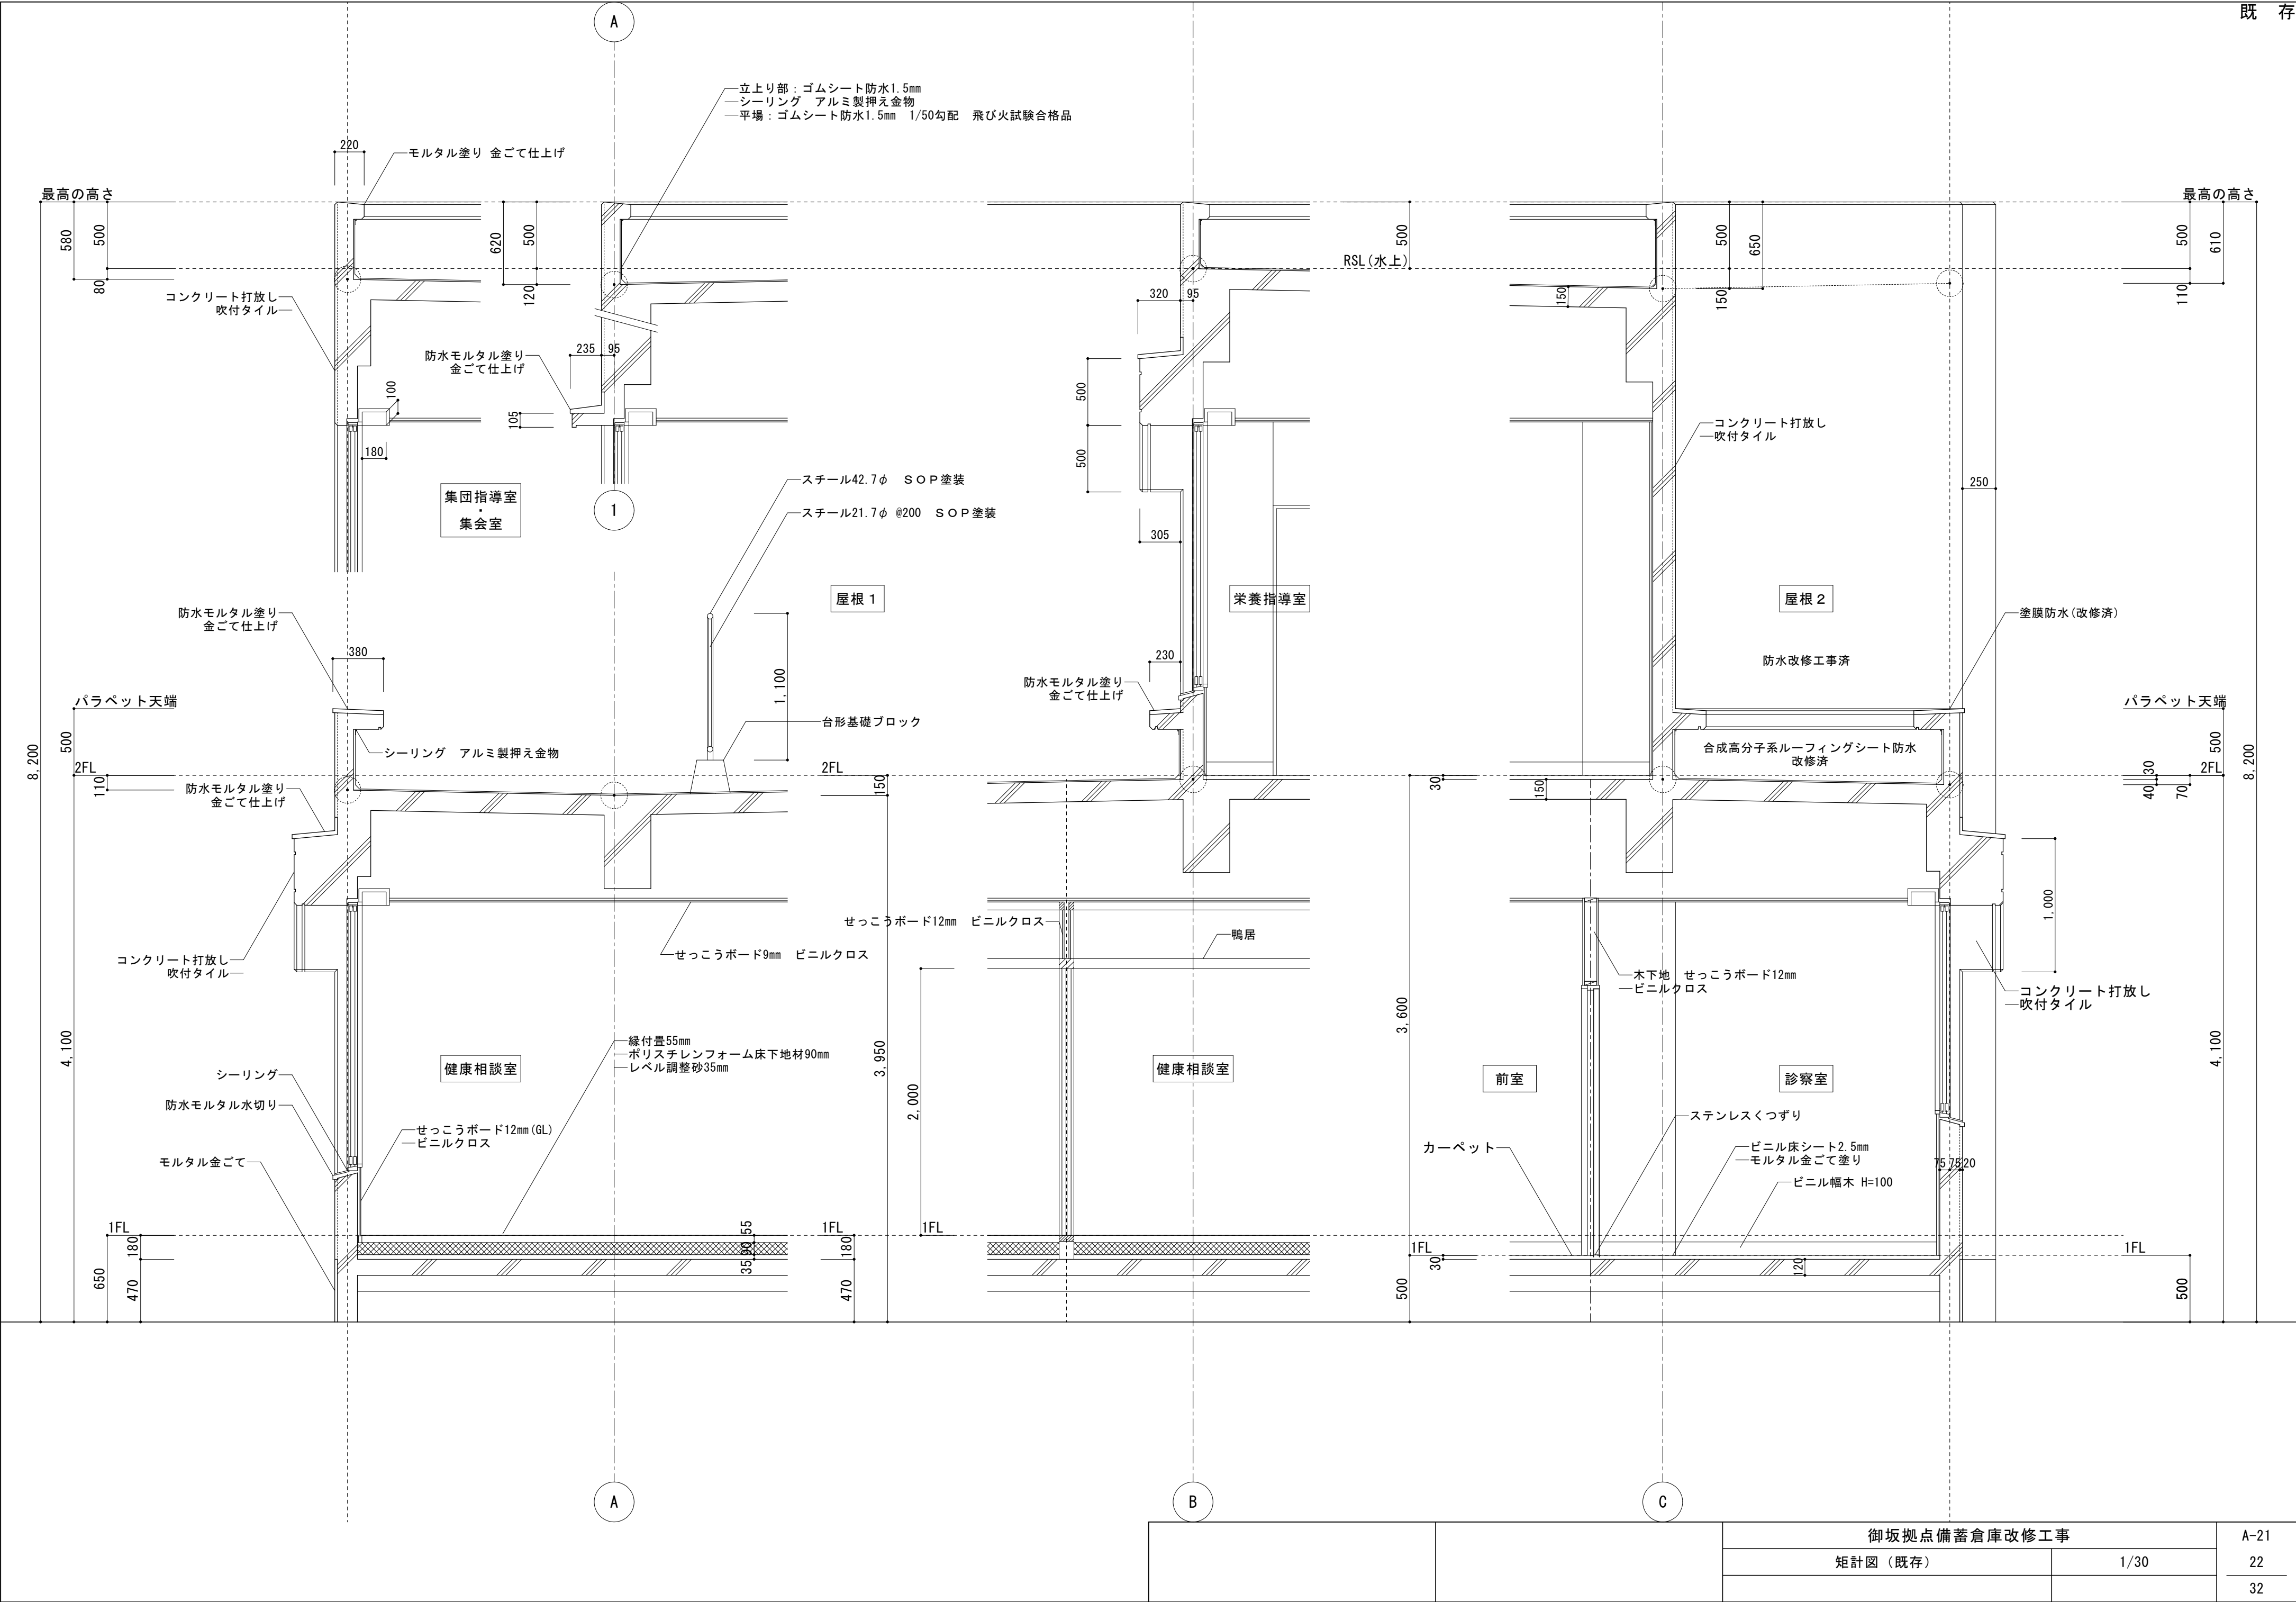 既 存
A
立上り部：ゴムシート防水1.5mm
シーリング アルミ製押え金物
平場：ゴムシート防水1.5mm 1/50勾配 飛び火試験合格品
220
モルタル塗り 金ごて仕上げ
最高の高さ
最高の高さ
580
500
80
620
500
120
500
RSL(水上)
500
650
150
150
500
610
110
コンクリート打放し
吹付タイル
防水モルタル塗り
金ごて仕上げ
235
95
320
95
100
105
180
500
500
305
コンクリート打放し
吹付タイル
250
集団指導室
・
集会室
1
スチール42.7φ ＳＯＰ塗装
スチール21.7φ @200 ＳＯＰ塗装
屋根１
栄養指導室
屋根２
防水モルタル塗り
金ごて仕上げ
塗膜防水(改修済)
防水改修工事済
380
1,100
230
防水モルタル塗り
金ごて仕上げ
パラペット天端
パラペット天端
台形基礎ブロック
シーリング アルミ製押え金物
合成高分子系ルーフィングシート防水
改修済
8,200
500
2FL
110
2FL
150
30
150
500
2FL
30
40
70
8,200
防水モルタル塗り
金ごて仕上げ
1,000
せっこうボード12mm ビニルクロス
鴨居
せっこうボード9mm ビニルクロス
コンクリート打放し
吹付タイル
木下地 せっこうボード12mm
ビニルクロス
コンクリート打放し
吹付タイル
4,100
3,950
2,000
3,600
4,100
縁付畳55mm
ポリスチレンフォーム床下地材90mm
レベル調整砂35mm
健康相談室
健康相談室
前室
診察室
シーリング
防水モルタル水切り
せっこうボード12mm(GL)
ビニルクロス
モルタル金ごて
ステンレスくつずり
カーペット
ビニル床シート2.5mm
モルタル金ごて塗り
ビニル幅木 H=100
75
75
20
1FL
180
650
470
55
90
35
1FL
180
470
1FL
1FL
30
500
120
1FL
500
A
B
C
御坂拠点備蓄倉庫改修工事
A-21
矩計図（既存）
1/30
22
32